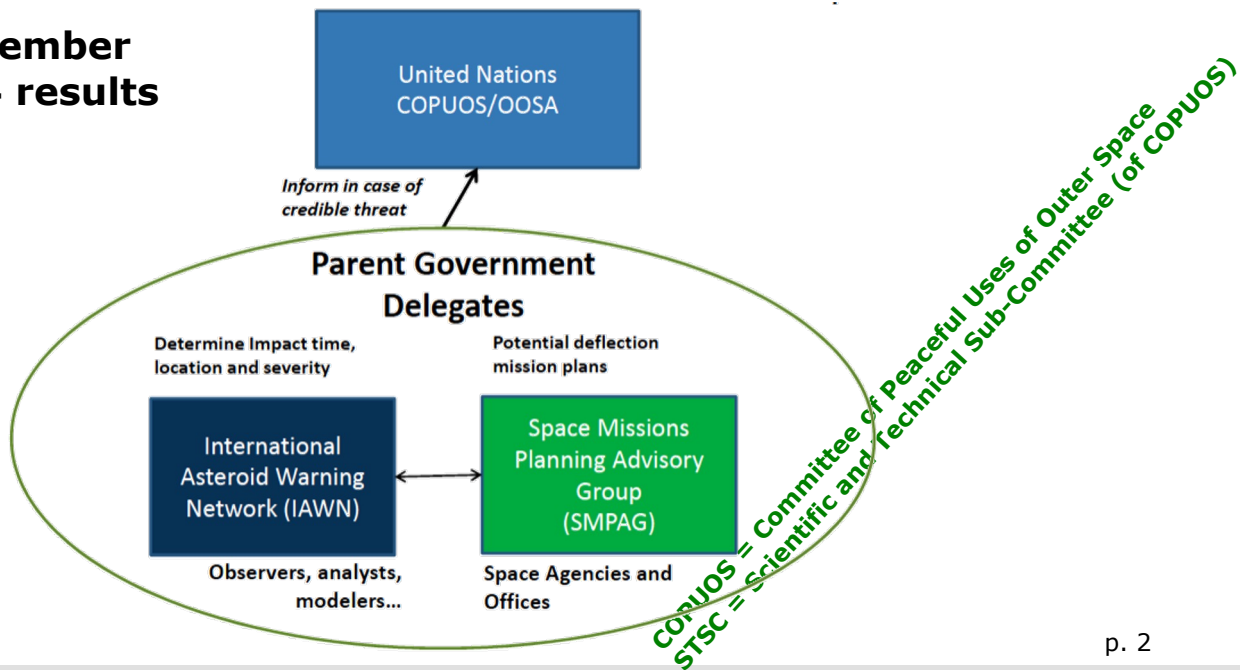 ember
results
United Nations
COPUOS/OOSA
Inform in case of
credible threat
Parent Government
Delegates
Determine Impact time,
location and severity
Potential deflection
mission plans
International
Asteroid Warning
Network (IAWN)
Space Missions
Planning Advisory
Group
(SMPAG)
Observers, analysts,
modelers...
Space Agencies and
Offices
COPUOS = Committee of Peaceful Uses of Outer Space
STSC = Scientific and Technical Sub-Committee (of COPUOS)
p. 2